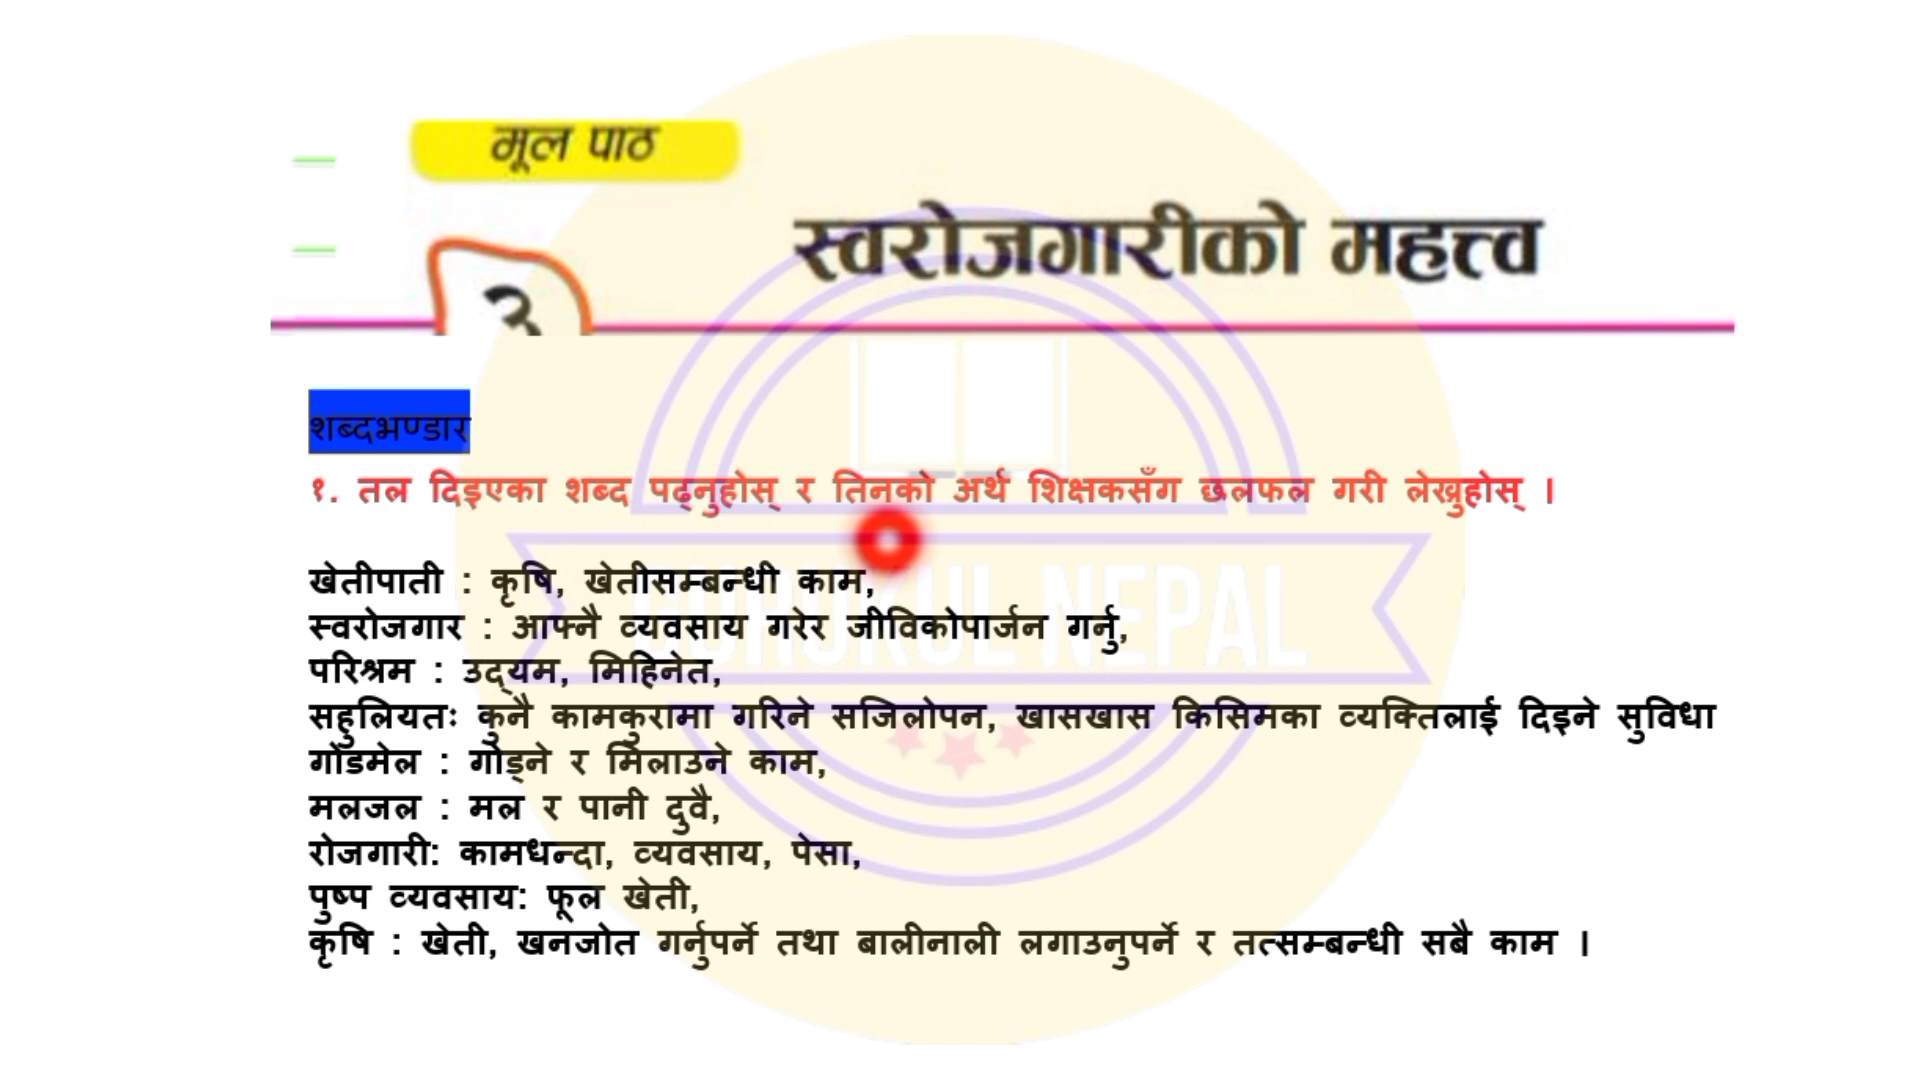 मूल पाठ
स्वरोजगारीको महत्त्व
३
शब्दभण्डार
१. तल दिइएका शब्द पढ्नुहोस् र तिनको अर्थ शिक्षकसँग छलफल गरी लेख्नुहोस् ।
खेतीपाती : कृषि, खेतीसम्बन्धी काम,
स्वरोजगार : आफ्नै व्यवसाय गरेर जीविकोपार्जन गर्नु,
GURUKUL NEPAL
परिश्रम : उद्यम, मिहिनेत,
सहुलियतः कुनै कामकुरामा गरिने सजिलोपन, खासखास किसिमका व्यक्तिलाई दिइने सुविधा
गोडमेल : गोड्ने र मिलाउने काम,
मलजल : मल र पानी दुवै,
रोजगारी: कामधन्दा, व्यवसाय, पेसा,
पुष्प व्यवसाय: फूल खेती,
कृषि : खेती, खनजोत गर्नुपर्ने तथा बालीनाली लगाउनुपर्ने र तत्सम्बन्धी सबै काम ।